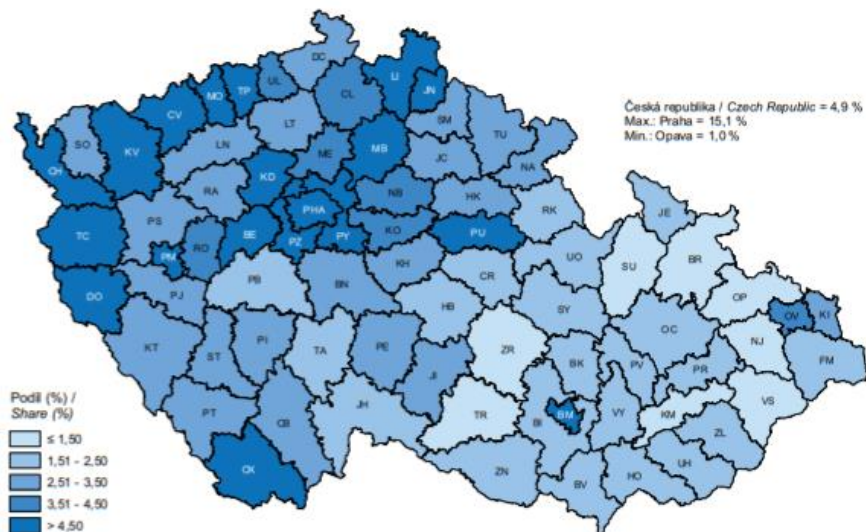 DC
LI
UL
TP
MO
JN
CL
CV
SM
LT
TU
SO
LN
KV
MB
ME
JC
NA
CH
KD
RA
NB
HK
PHA
RK
JE
PS
TC
BE
PZ
PY
KO
PU
RO
PM
BR
UO
SU
KH
CR
PB
BN
DO
PJ
OP
SY
HB
OV
KI
OC
KT
ST
PI
TA
PE
ZR
NJ
BK
PV
PR
FM
JI
PT
CB
JH
TR
BI
BM
VY
KM
VS
ZL
CK
ZN
BV
HO
UH
Česká republika / Czech Republic = 4,9 %
Max.: Praha = 15,1 %
Min.: Opava = 1,0 %
Podíl (%) /
Share (%)
≤ 1,50
1,51 - 2,50
2,51 - 3,50
3,51 - 4,50
> 4,50